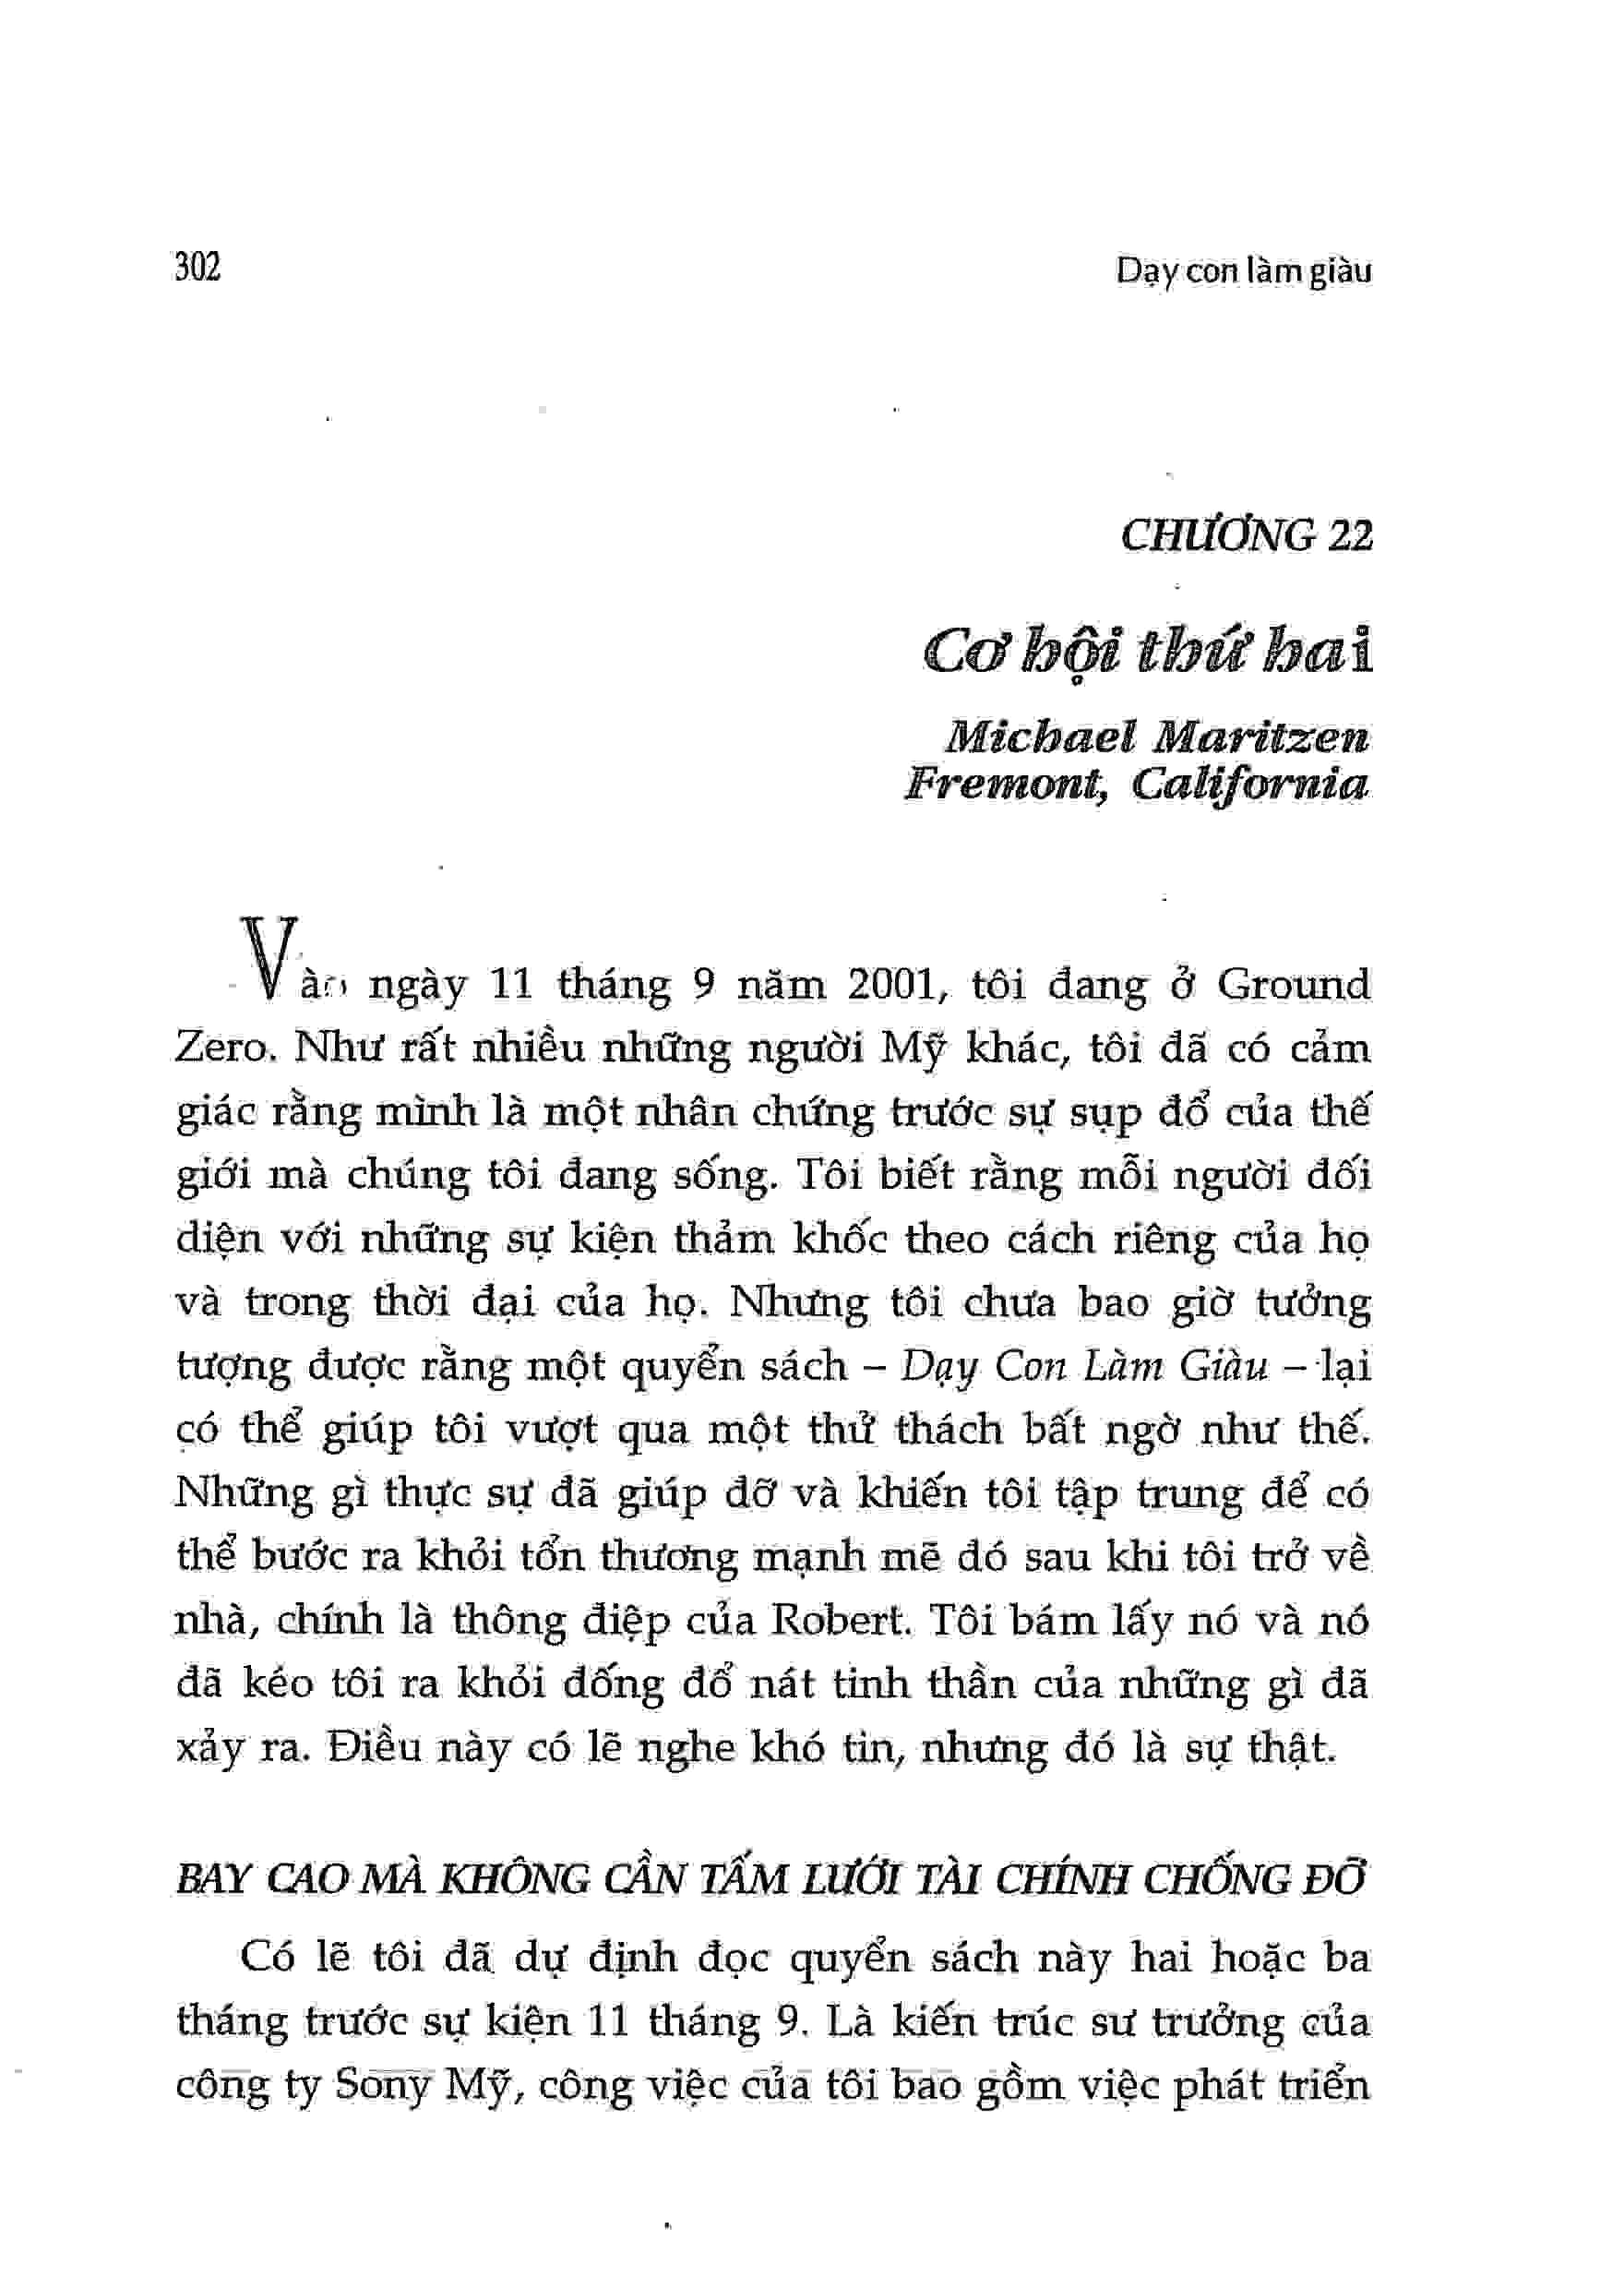 302
Dạy con làm giàu
CHƯƠNG 22
Cơ hội thứ hai
Michael Maritzen
Fremont, California
Vào ngày 11 tháng 9 năm 2001, tôi đang ở Ground
Zero. Như rất nhiều những người Mỹ khác, tôi đã có cảm
giác rằng mình là một nhân chứng trước sự sụp đổ của thế
giới mà chúng tôi đang sống. Tôi biết rằng mỗi người đối
diện với những sự kiện thảm khốc theo cách riêng của họ
và trong thời đại của họ. Nhưng tôi chưa bao giờ tưởng
tượng được rằng một quyển sách – Dạy Con Làm Giàu – lại
có thể giúp tôi vượt qua một thử thách bất ngờ như thế.
Những gì thực sự đã giúp đỡ và khiến tôi tập trung để có
thể bước ra khỏi tổn thương mạnh mẽ đó sau khi tôi trở về
nhà, chính là thông điệp của Robert. Tôi bám lấy nó và nó
đã kéo tôi ra khỏi đống đổ nát tinh thần của những gì đã
xảy ra. Điều này có lẽ nghe khó tin, nhưng đó là sự thật.
BAY CAO MÀ KHÔNG CẦN TẤM LƯỚI TÀI CHÍNH CHỐNG ĐỠ
Có lẽ tôi đã dự định đọc quyển sách này hai hoặc ba
tháng trước sự kiện 11 tháng 9. Là kiến trúc sư trưởng của
công ty Sony Mỹ, công việc của tôi bao gồm việc phát triển